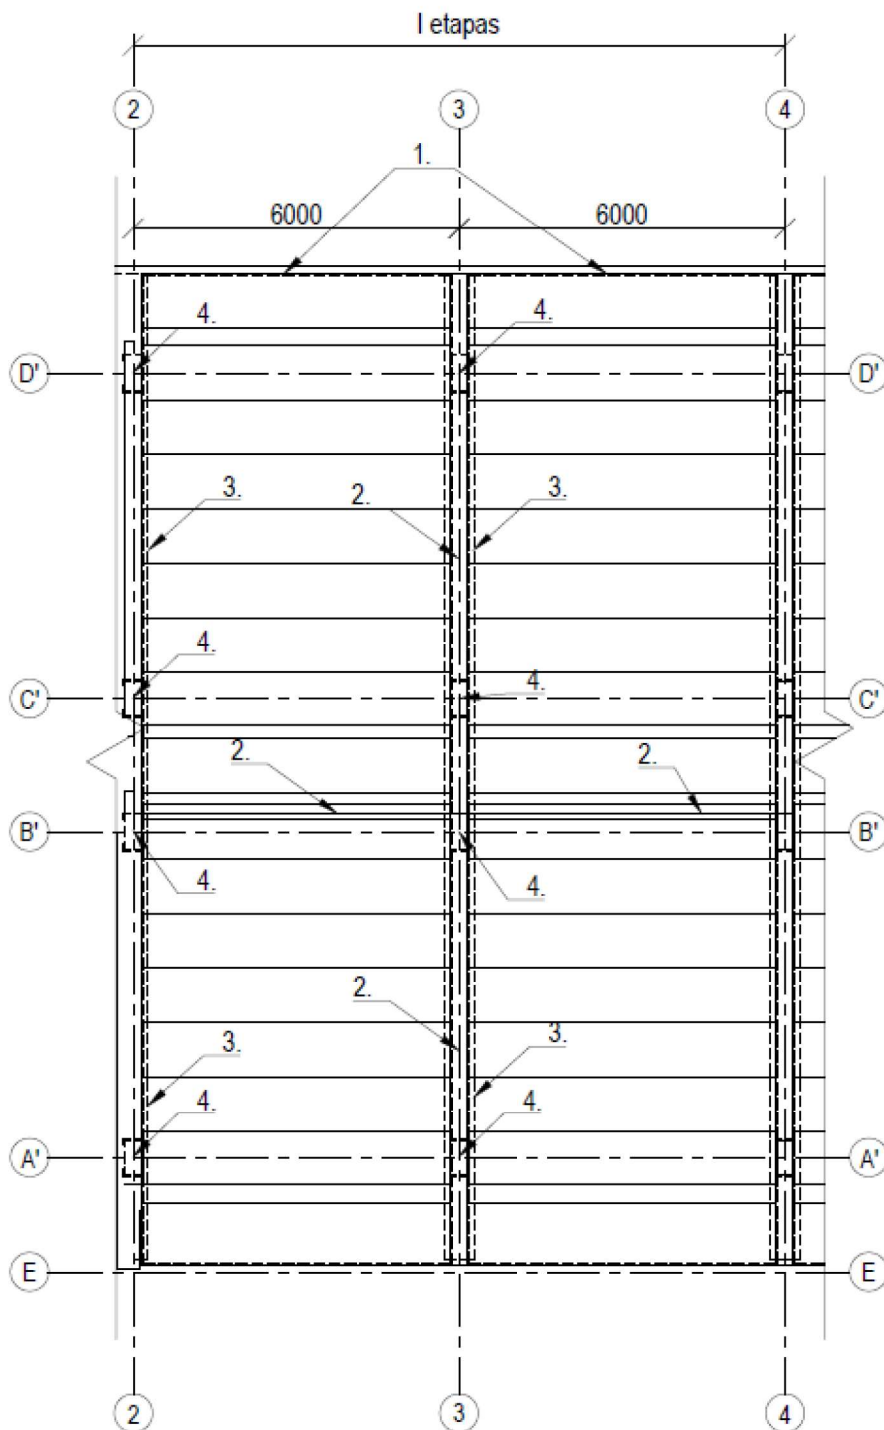 I etapas
2 3 4
1.
6000 6000
4. 4.
D' D'
3. 2. 3.
4. 4.
C' C'
2. 2.
B' B'
4. 4.
2.
3. 3.
4. 4.
A' A'
E E
2 3 4